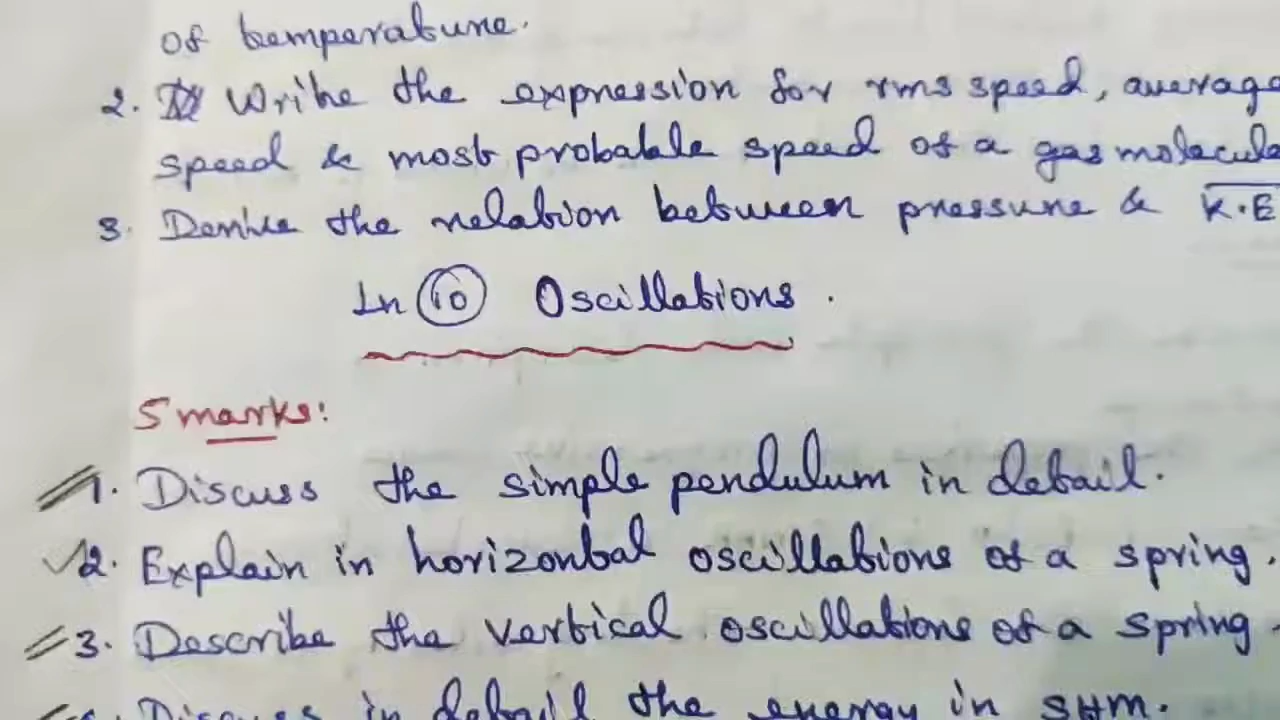 of temperature.
2. Write the expression for rms speed, average
speed & most probable speed of a gas molecule
3. Derive the relation between pressure & K.E
Ln 10 Oscillations.
5 marks:
1. Discuss the simple pendulum in detail.
2. Explain in horizontal oscillations of a spring.
3. Describe the vertical oscillations of a spring.
Discuss in detail the energy in SHM.